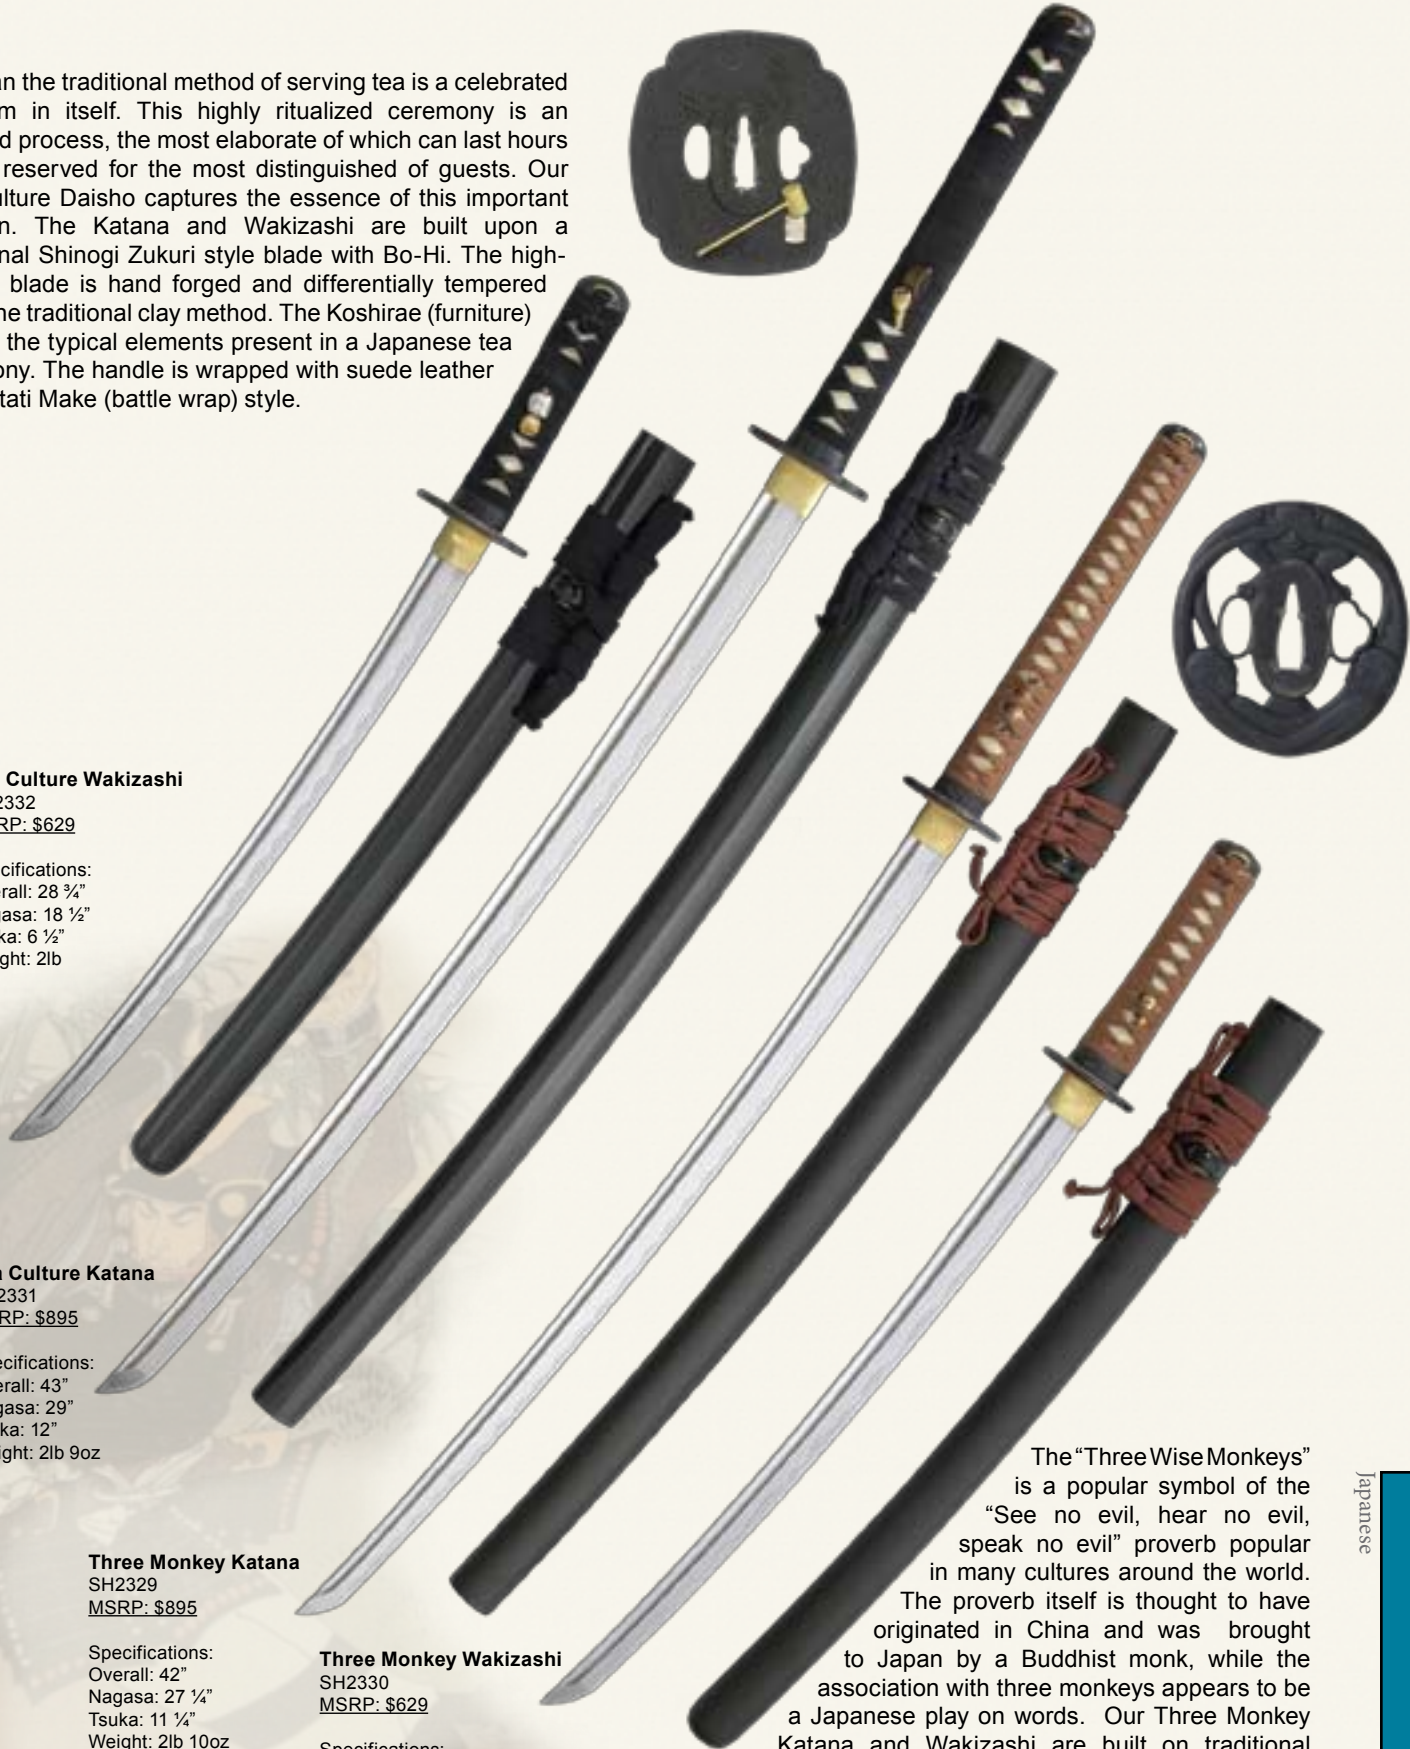 an the traditional method of serving tea is a celebrated
m in itself. This highly ritualized ceremony is an
d process, the most elaborate of which can last hours
reserved for the most distinguished of guests. Our
ulture Daisho captures the essence of this important
n. The Katana and Wakizashi are built upon a
nal Shinogi Zukuri style blade with Bo-Hi. The high-
blade is hand forged and differentially tempered
he traditional clay method. The Koshirae (furniture)
the typical elements present in a Japanese tea
ony. The handle is wrapped with suede leather
tati Make (battle wrap) style.
Culture Wakizashi
2332
RP: $629
cifications:
erall: 28 ¾”
gasa: 18 ½”
ka: 6 ½”
ght: 2lb
a Culture Katana
2331
RP: $895
ecifications:
erall: 43”
gasa: 29”
ka: 12”
ight: 2lb 9oz
Three Monkey Katana
SH2329
MSRP: $895
Specifications:
Overall: 42”
Nagasa: 27 ¼”
Tsuka: 11 ¼”
Weight: 2lb 10oz
Three Monkey Wakizashi
SH2330
MSRP: $629
Specifications:
The “Three Wise Monkeys”
is a popular symbol of the
“See no evil, hear no evil,
speak no evil” proverb popular
in many cultures around the world.
The proverb itself is thought to have
originated in China and was brought
to Japan by a Buddhist monk, while the
association with three monkeys appears to be
a Japanese play on words. Our Three Monkey
Katana and Wakizashi are built on traditional
Japanese